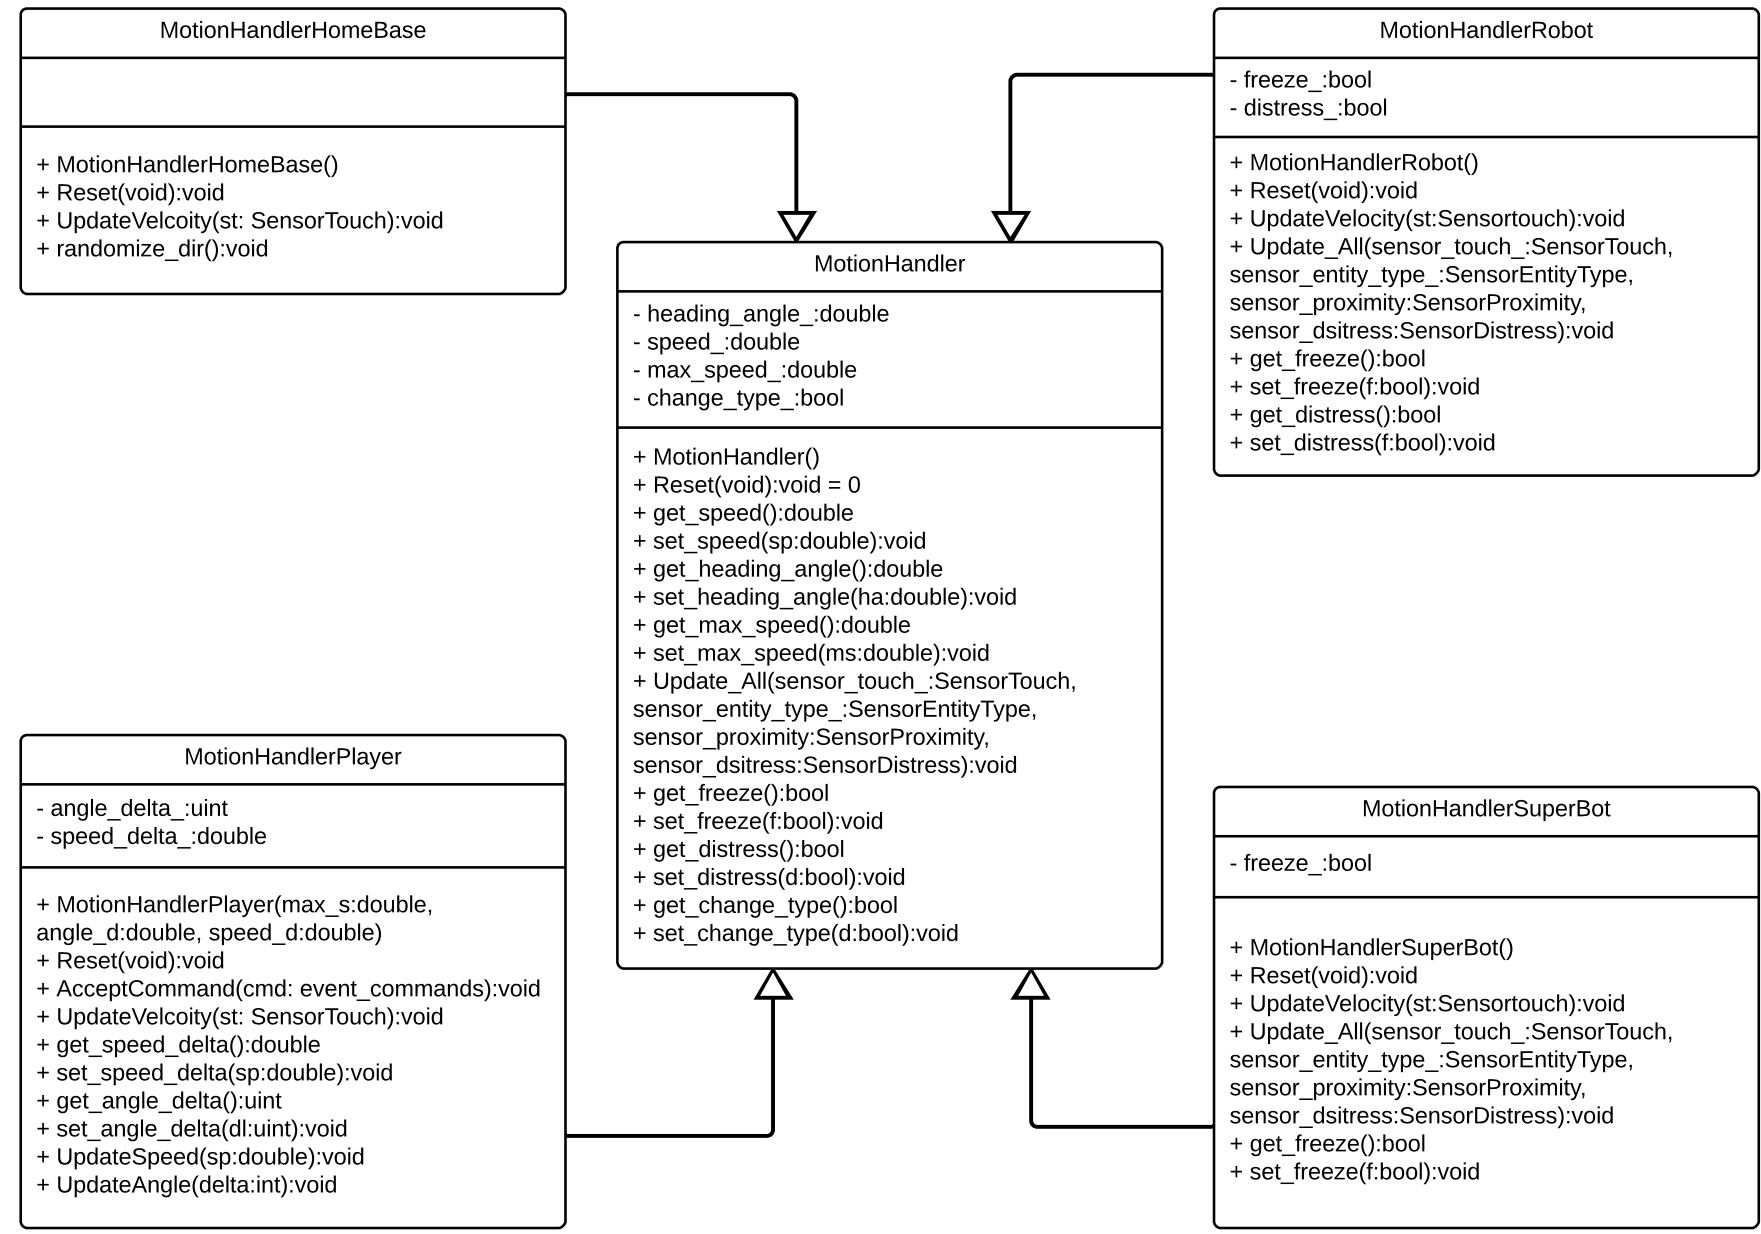 MotionHandlerHomeBase
+ MotionHandlerHomeBase()
+ Reset(void):void
+ UpdateVelcoity(st: SensorTouch):void
+ randomize_dir():void
MotionHandlerRobot
- freeze_:bool
- distress_:bool
+ MotionHandlerRobot()
+ Reset(void):void
+ UpdateVelocity(st:Sensortouch):void
+ Update_All(sensor_touch_:SensorTouch,
sensor_entity_type_:SensorEntityType,
sensor_proximity:SensorProximity,
sensor_dsitress:SensorDistress):void
+ get_freeze():bool
+ set_freeze(f:bool):void
+ get_distress():bool
+ set_distress(f:bool):void
MotionHandler
- heading_angle_:double
- speed_:double
- max_speed_:double
- change_type_:bool
+ MotionHandler()
+ Reset(void):void = 0
+ get_speed():double
+ set_speed(sp:double):void
+ get_heading_angle():double
+ set_heading_angle(ha:double):void
+ get_max_speed():double
+ set_max_speed(ms:double):void
+ Update_All(sensor_touch_:SensorTouch,
sensor_entity_type_:SensorEntityType,
sensor_proximity:SensorProximity,
sensor_dsitress:SensorDistress):void
+ get_freeze():bool
+ set_freeze(f:bool):void
+ get_distress():bool
+ set_distress(d:bool):void
+ get_change_type():bool
+ set_change_type(d:bool):void
MotionHandlerPlayer
- angle_delta_:uint
- speed_delta_:double
+ MotionHandlerPlayer(max_s:double,
angle_d:double, speed_d:double)
+ Reset(void):void
+ AcceptCommand(cmd: event_commands):void
+ UpdateVelcoity(st: SensorTouch):void
+ get_speed_delta():double
+ set_speed_delta(sp:double):void
+ get_angle_delta():uint
+ set_angle_delta(dl:uint):void
+ UpdateSpeed(sp:double):void
+ UpdateAngle(delta:int):void
MotionHandlerSuperBot
- freeze_:bool
+ MotionHandlerSuperBot()
+ Reset(void):void
+ UpdateVelocity(st:Sensortouch):void
+ Update_All(sensor_touch_:SensorTouch,
sensor_entity_type_:SensorEntityType,
sensor_proximity:SensorProximity,
sensor_dsitress:SensorDistress):void
+ get_freeze():bool
+ set_freeze(f:bool):void